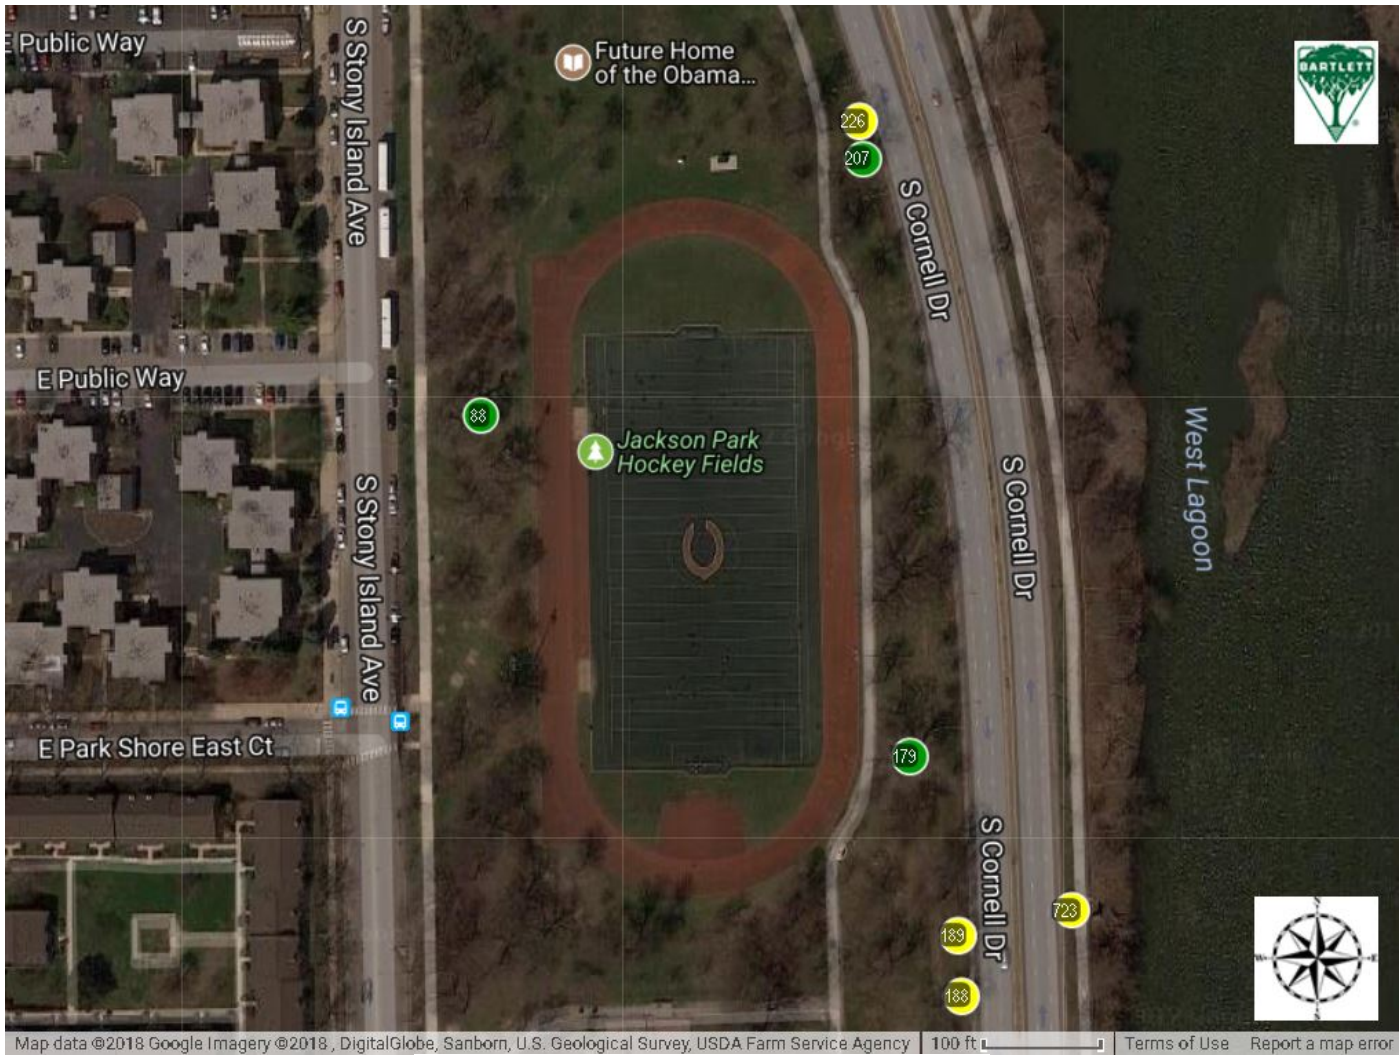 E Public Way
S Stony Island Ave
Future Home
of the Obama...
BARTLETT
226
207
S Cornell Dr
E Public Way
88
Jackson Park
Hockey Fields
West Lagoon
S Cornell Dr
S Stony Island Ave
E Park Shore East Ct
179
S Cornell Dr
723
189
188
N
W
E
S
Map data ©2018 Google Imagery ©2018 , DigitalGlobe, Sanborn, U.S. Geological Survey, USDA Farm Service Agency
100 ft
Terms of Use
Report a map error